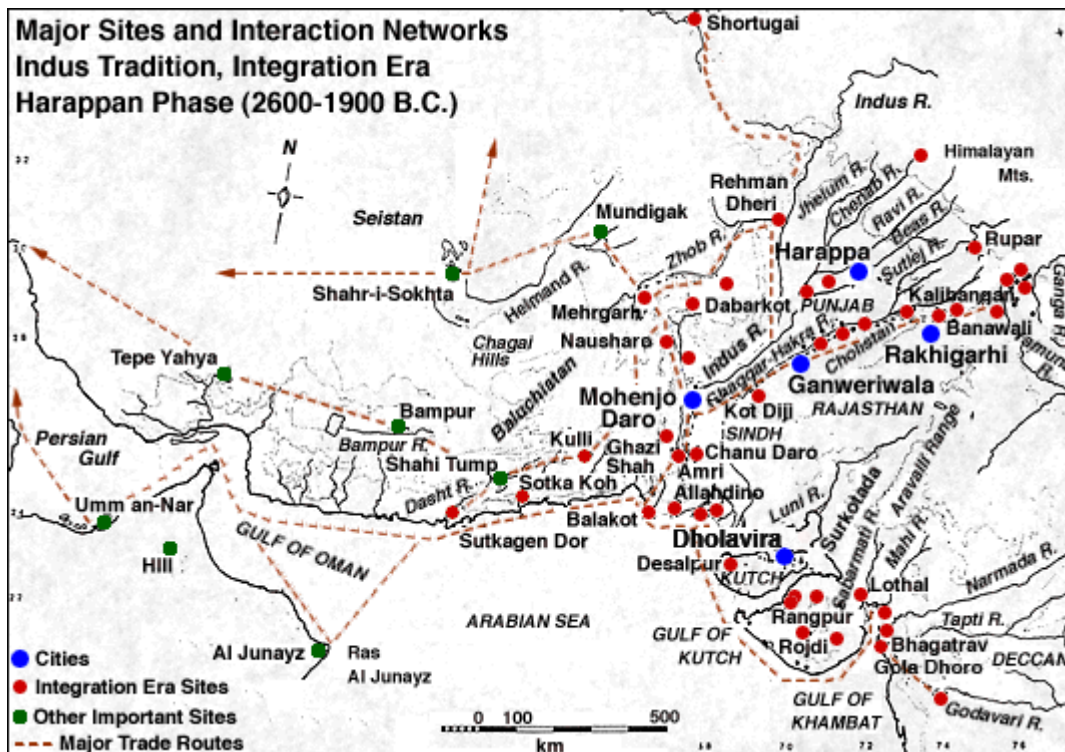 Major Sites and Interaction Networks
Indus Tradition, Integration Era
Harappan Phase (2600-1900 B.C.)
Shortugai
Indus R.
N
Himalayan
Mts.
Rehman
Dheri
Jhelum R.
Chenab R.
Ravi R.
Beas R.
Sutlej R.
Seistan
Mundigak
Zhob R.
Harappa
Rupar
Shahr-i-Sokhta
Helmand R.
Mehrgarh
Dabarkot
PUNJAB
Kalibangan
Ganga R.
Chagai
Hills
Nausharo
Indus R.
Ghaggar-Hakra R.
Cholistan
Banawali
Yamuna
R.
Rakhigarhi
Tepe Yahya
Baluchistan
Ganweriwala
Mohenjo
Daro
Kot Diji
RAJASTHAN
Bampur
Bampur R.
SINDH
Persian
Gulf
Kulli
Ghazi
Shah
Chanu Daro
Amri
Shahi Tump
Sotka Koh
Dasht R.
Aravalli Range
Umm an-Nar
Allahdino
Luni R.
Surkotada
Balakot
Sutkagen Dor
GULF OF OMAN
Hili
Dholavira
Desalpur
KUTCH
Sabarmati R.
Mahi R.
Lothal
Narmada R.
ARABIAN SEA
Rangpur
Tapti R.
GULF OF
KUTCH
Rojdi
Bhagatrav
DECCAN
Gola Dhoro
Al Junayz
Ras
Al Junayz
GULF OF
KHAMBAT
Godavari R.
Cities
Integration Era Sites
Other Important Sites
Major Trade Routes
0 100 500
km